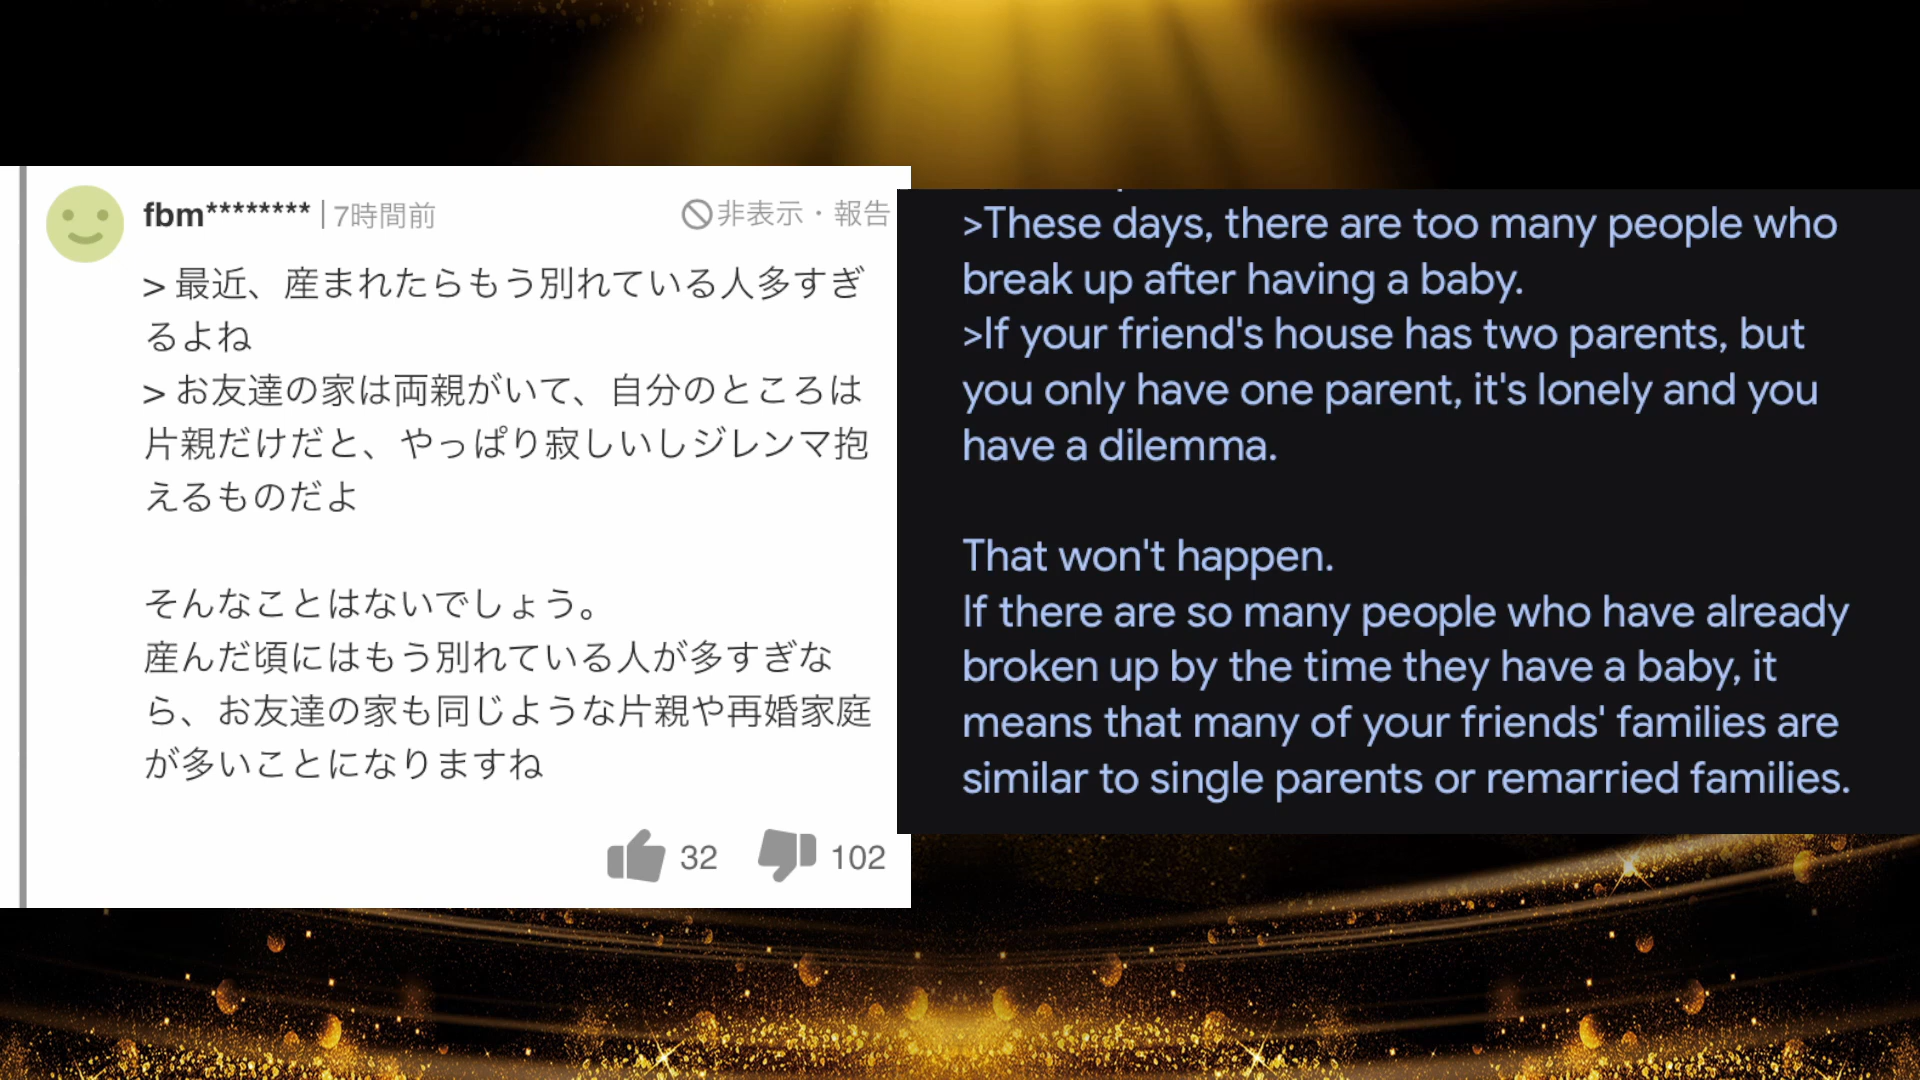 fbm******** | 7時間前
非表示・報告
> 最近、産まれたらもう別れている人多すぎ
るよね
> お友達の家は両親がいて、自分のところは
片親だけだと、やっぱり寂しいしジレンマ抱
えるものだよ
そんなことはないでしょう。
産んだ頃にはもう別れている人が多すぎな
ら、お友達の家も同じような片親や再婚家庭
が多いことになりますね
32
102
>These days, there are too many people who
break up after having a baby.
>If your friend's house has two parents, but
you only have one parent, it's lonely and you
have a dilemma.
That won't happen.
If there are so many people who have already
broken up by the time they have a baby, it
means that many of your friends' families are
similar to single parents or remarried families.